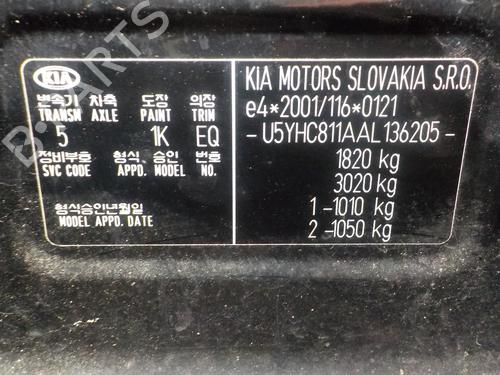 KIA
변속기 차축 도장 의장
TRANSM AXLE PAINT TRIM
5 1K EQ
정비부호 형식 승인 번호
SVC CODE APPD. MODEL NO.
형식승인년월일
MODEL APPD. DATE
KIA MOTORS SLOVAKIA S.R.O.
e4*2001/116*0121
- U5YHC811AAL136205 -
1820 kg
3020 kg
1 -1010 kg
2 -1050 kg